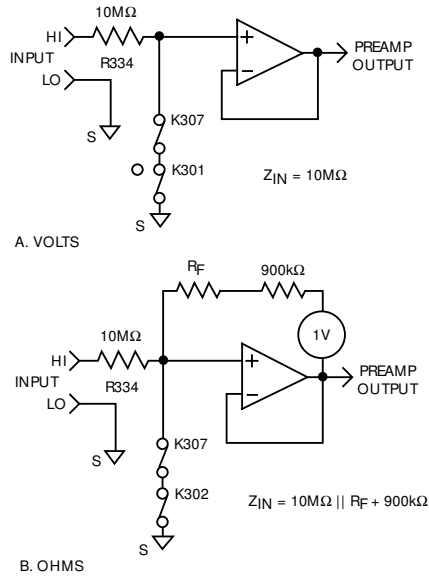 10MΩ
HI
INPUT
R334
LO
S
+
−
PREAMP
OUTPUT
K307
K301
S
ZIN = 10MΩ
A. VOLTS
RF
900kΩ
1V
10MΩ
HI
INPUT
R334
LO
S
+
−
PREAMP
OUTPUT
K307
K302
S
ZIN = 10MΩ || RF + 900kΩ
B. OHMS